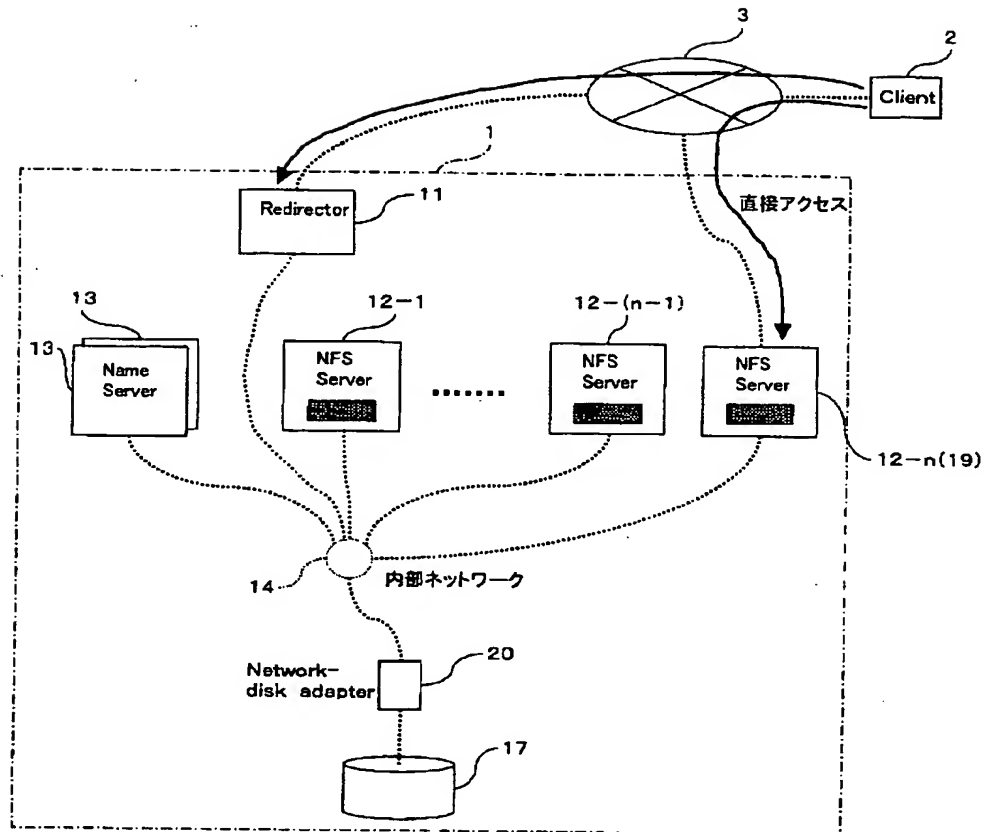 3
2
Client
1
Redirector
11
直接アクセス
13
13
Name
Server
12-1
NFS
Server
12-(n-1)
NFS
Server
NFS
Server
12-n(19)
14
内部ネットワーク
Network-
disk adapter
20
17